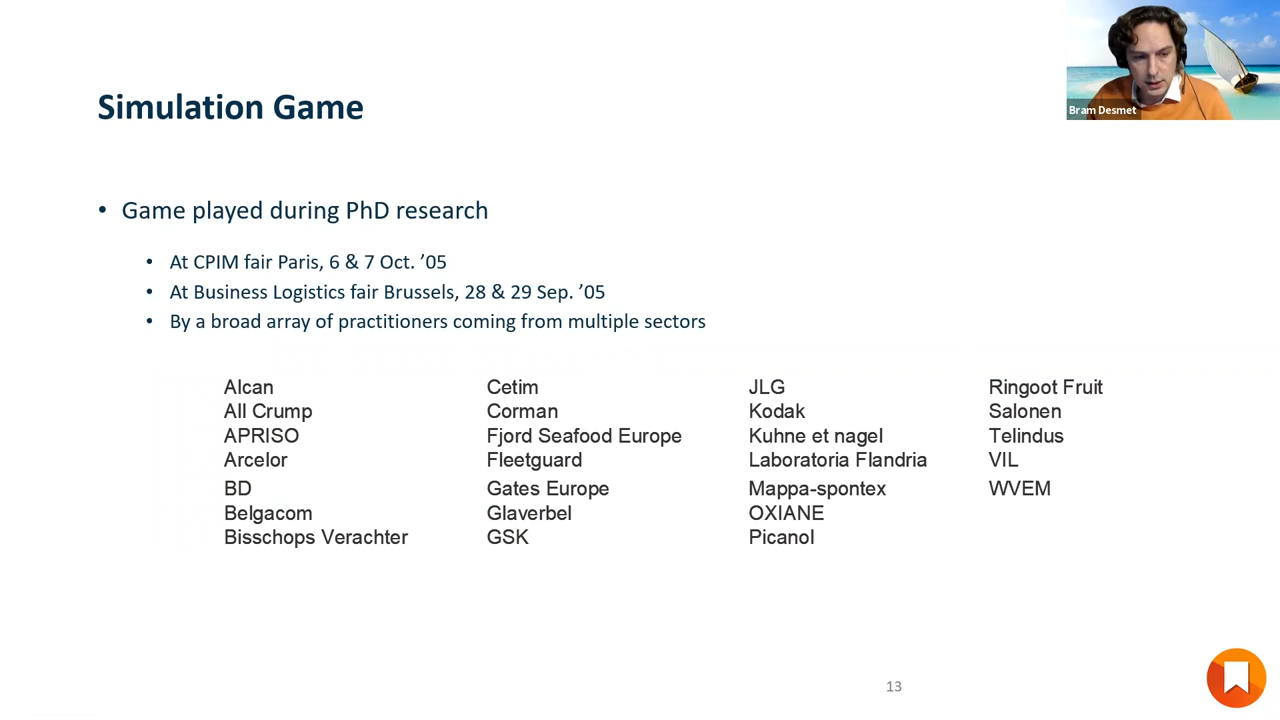 Bram Desmet
Simulation Game
• Game played during PhD research
• At CPIM fair Paris, 6 & 7 Oct. ’05
• At Business Logistics fair Brussels, 28 & 29 Sep. ’05
• By a broad array of practitioners coming from multiple sectors
Alcan
All Crump
APRISO
Arcelor
BD
Belgacom
Bisschops Verachter
Cetim
Corman
Fjord Seafood Europe
Fleetguard
Gates Europe
Glaverbel
GSK
JLG
Kodak
Kuhne et nagel
Laboratoria Flandria
Mappa-spontex
OXIANE
Picanol
Ringoot Fruit
Salonen
Telindus
VIL
WVEM
13